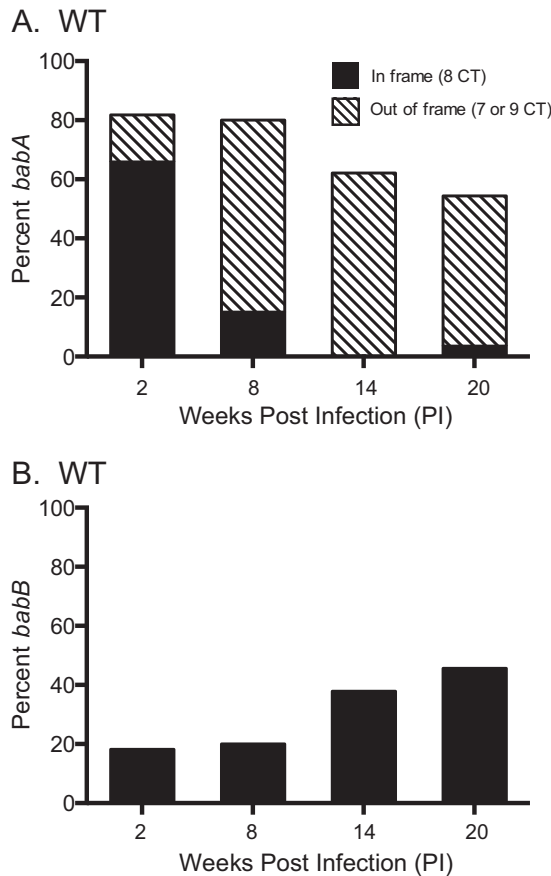 A. WT
In frame (8 CT)
Out of frame (7 or 9 CT)
Percent babA
100
80
60
40
20
0
2 8 14 20
Weeks Post Infection (PI)
B. WT
Percent babB
100
80
60
40
20
0
2 8 14 20
Weeks Post Infection (PI)